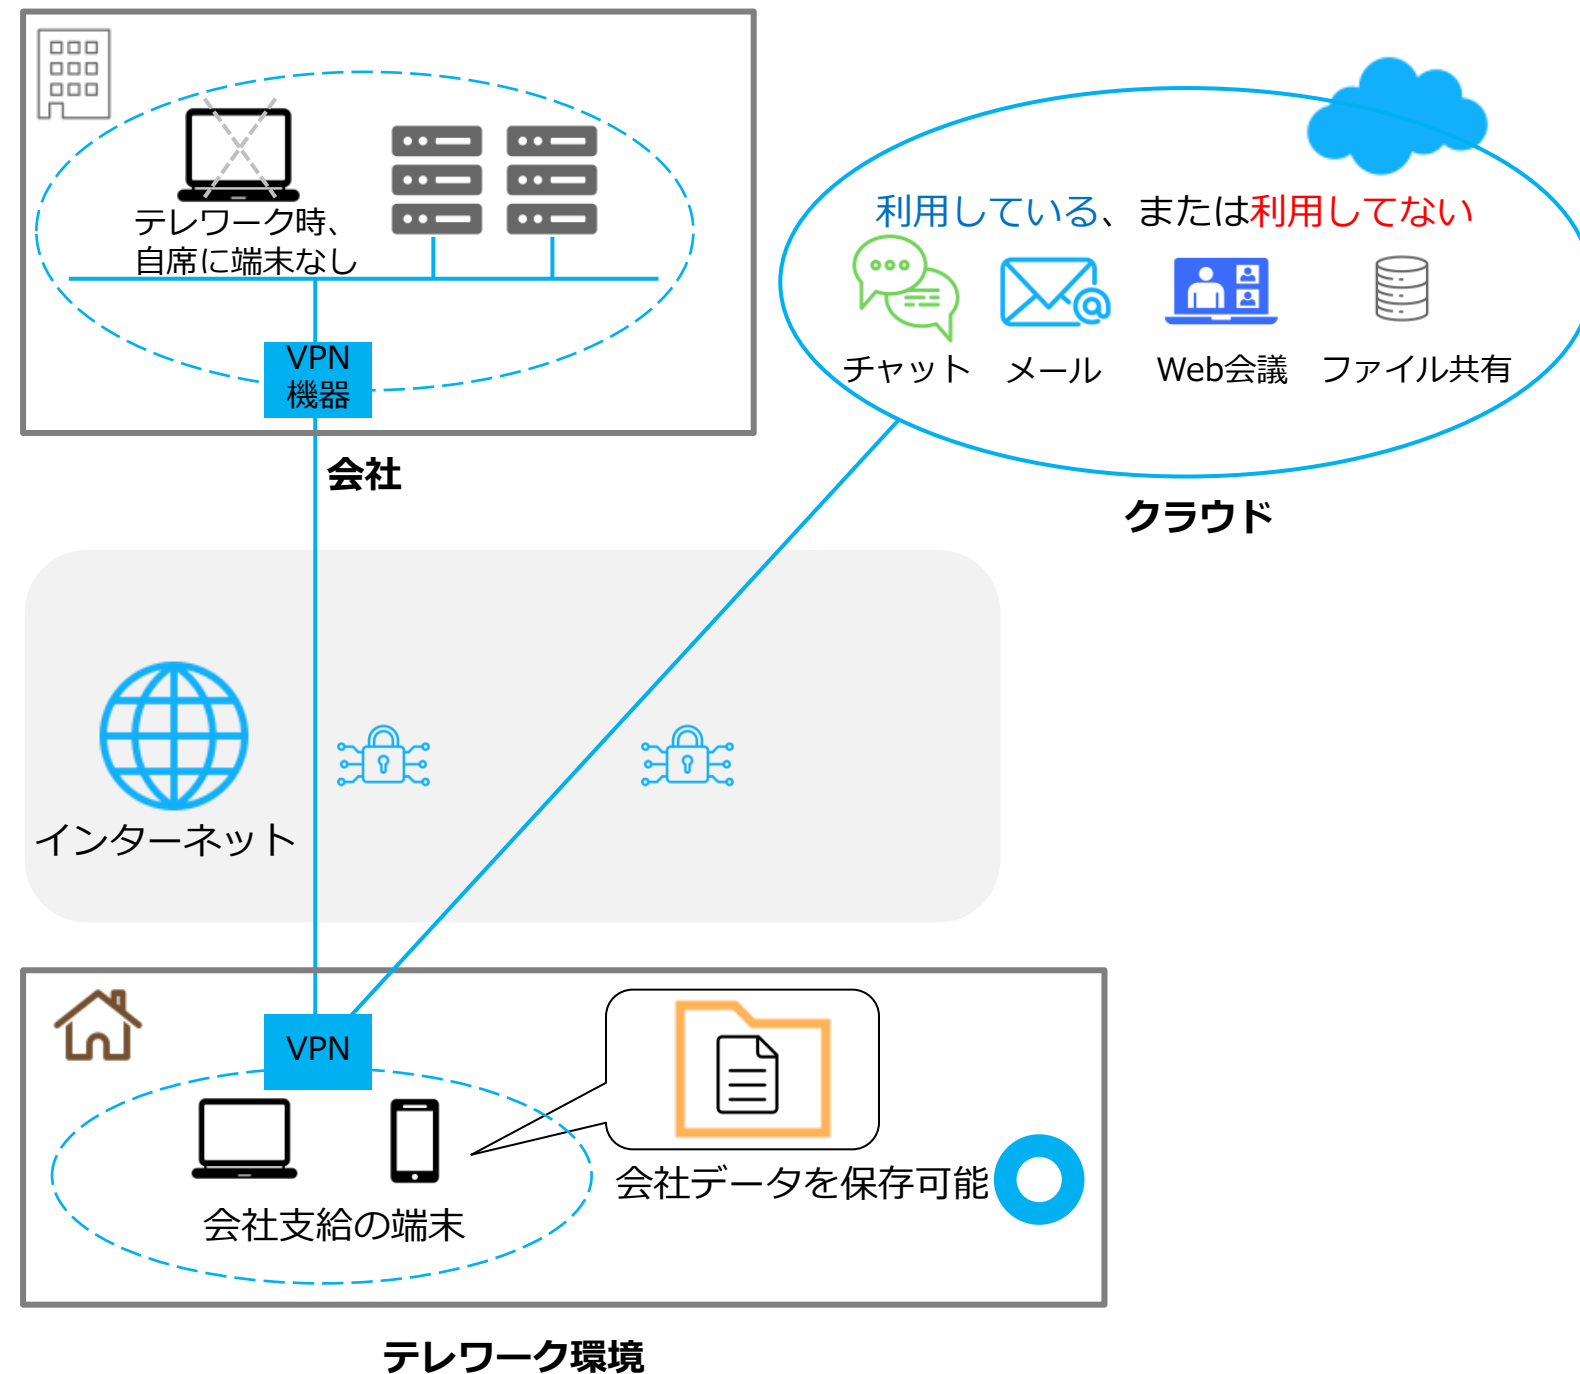 テレワーク時、
自席に端末なし
VPN
機器
会社
利用している、または利用してない
チャット
メール
Web会議
ファイル共有
クラウド
インターネット
VPN
会社支給の端末
会社データを保存可能
テレワーク環境